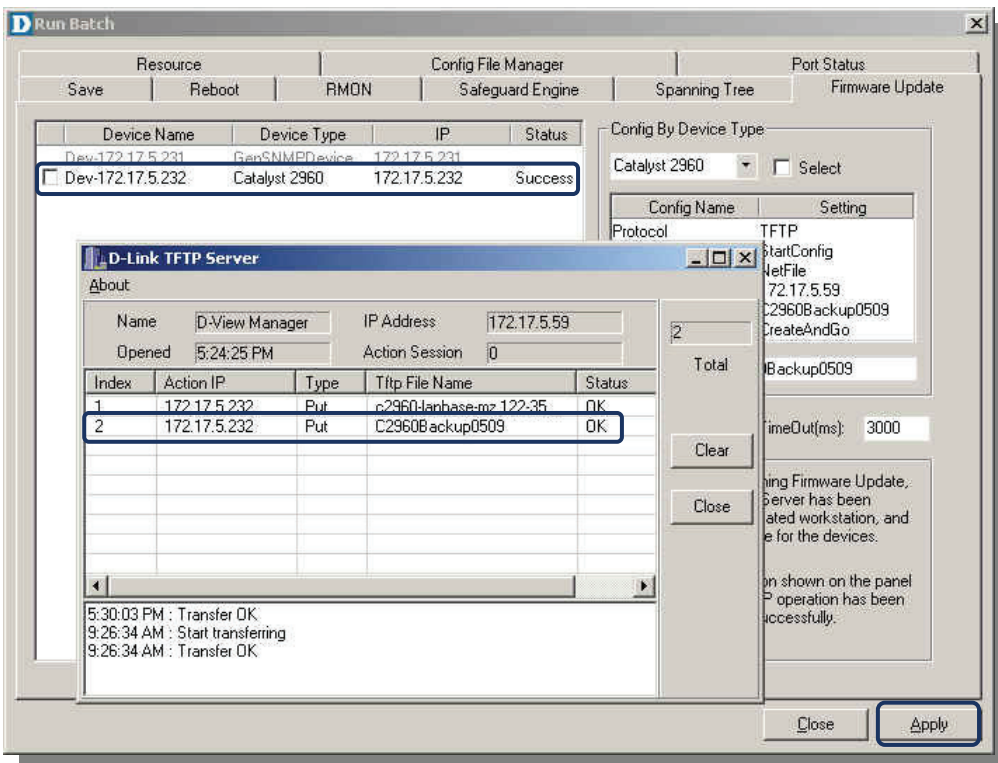 D Run Batch
Resource Config File Manager Port Status
Save Reboot RMON Safeguard Engine Spanning Tree Firmware Update
Device Name Device Type IP Status
Dev-172.17.5.231 GenSNMPDevice 172.17.5.231
Dev-172.17.5.232 Catalyst 2960 172.17.5.232 Success
Config By Device Type
Catalyst 2960 Select
Config Name Setting
Protocol TFTP
StartConfig
NetFile
72.17.5.59
C2960Backup0509
CreateAndGo
Backup0509
TimeOut(ms): 3000
ning Firmware Update,
Server has been
ated workstation, and
e for the devices.
on shown on the panel
P operation has been
uccessfully.
D-Link TFTP Server
About
Name D-View Manager IP Address 172.17.5.59
Opened 5:24:25 PM Action Session 0
2
Total
Index Action IP Type Tftp File Name Status
1 172.17.5.232 Put c2960-lanbase-mz.122-35. OK
2 172.17.5.232 Put C2960Backup0509 OK
Clear
Close
5:30:03 PM : Transfer OK
9:26:34 AM : Start transferring
9:26:34 AM : Transfer OK
Close Apply